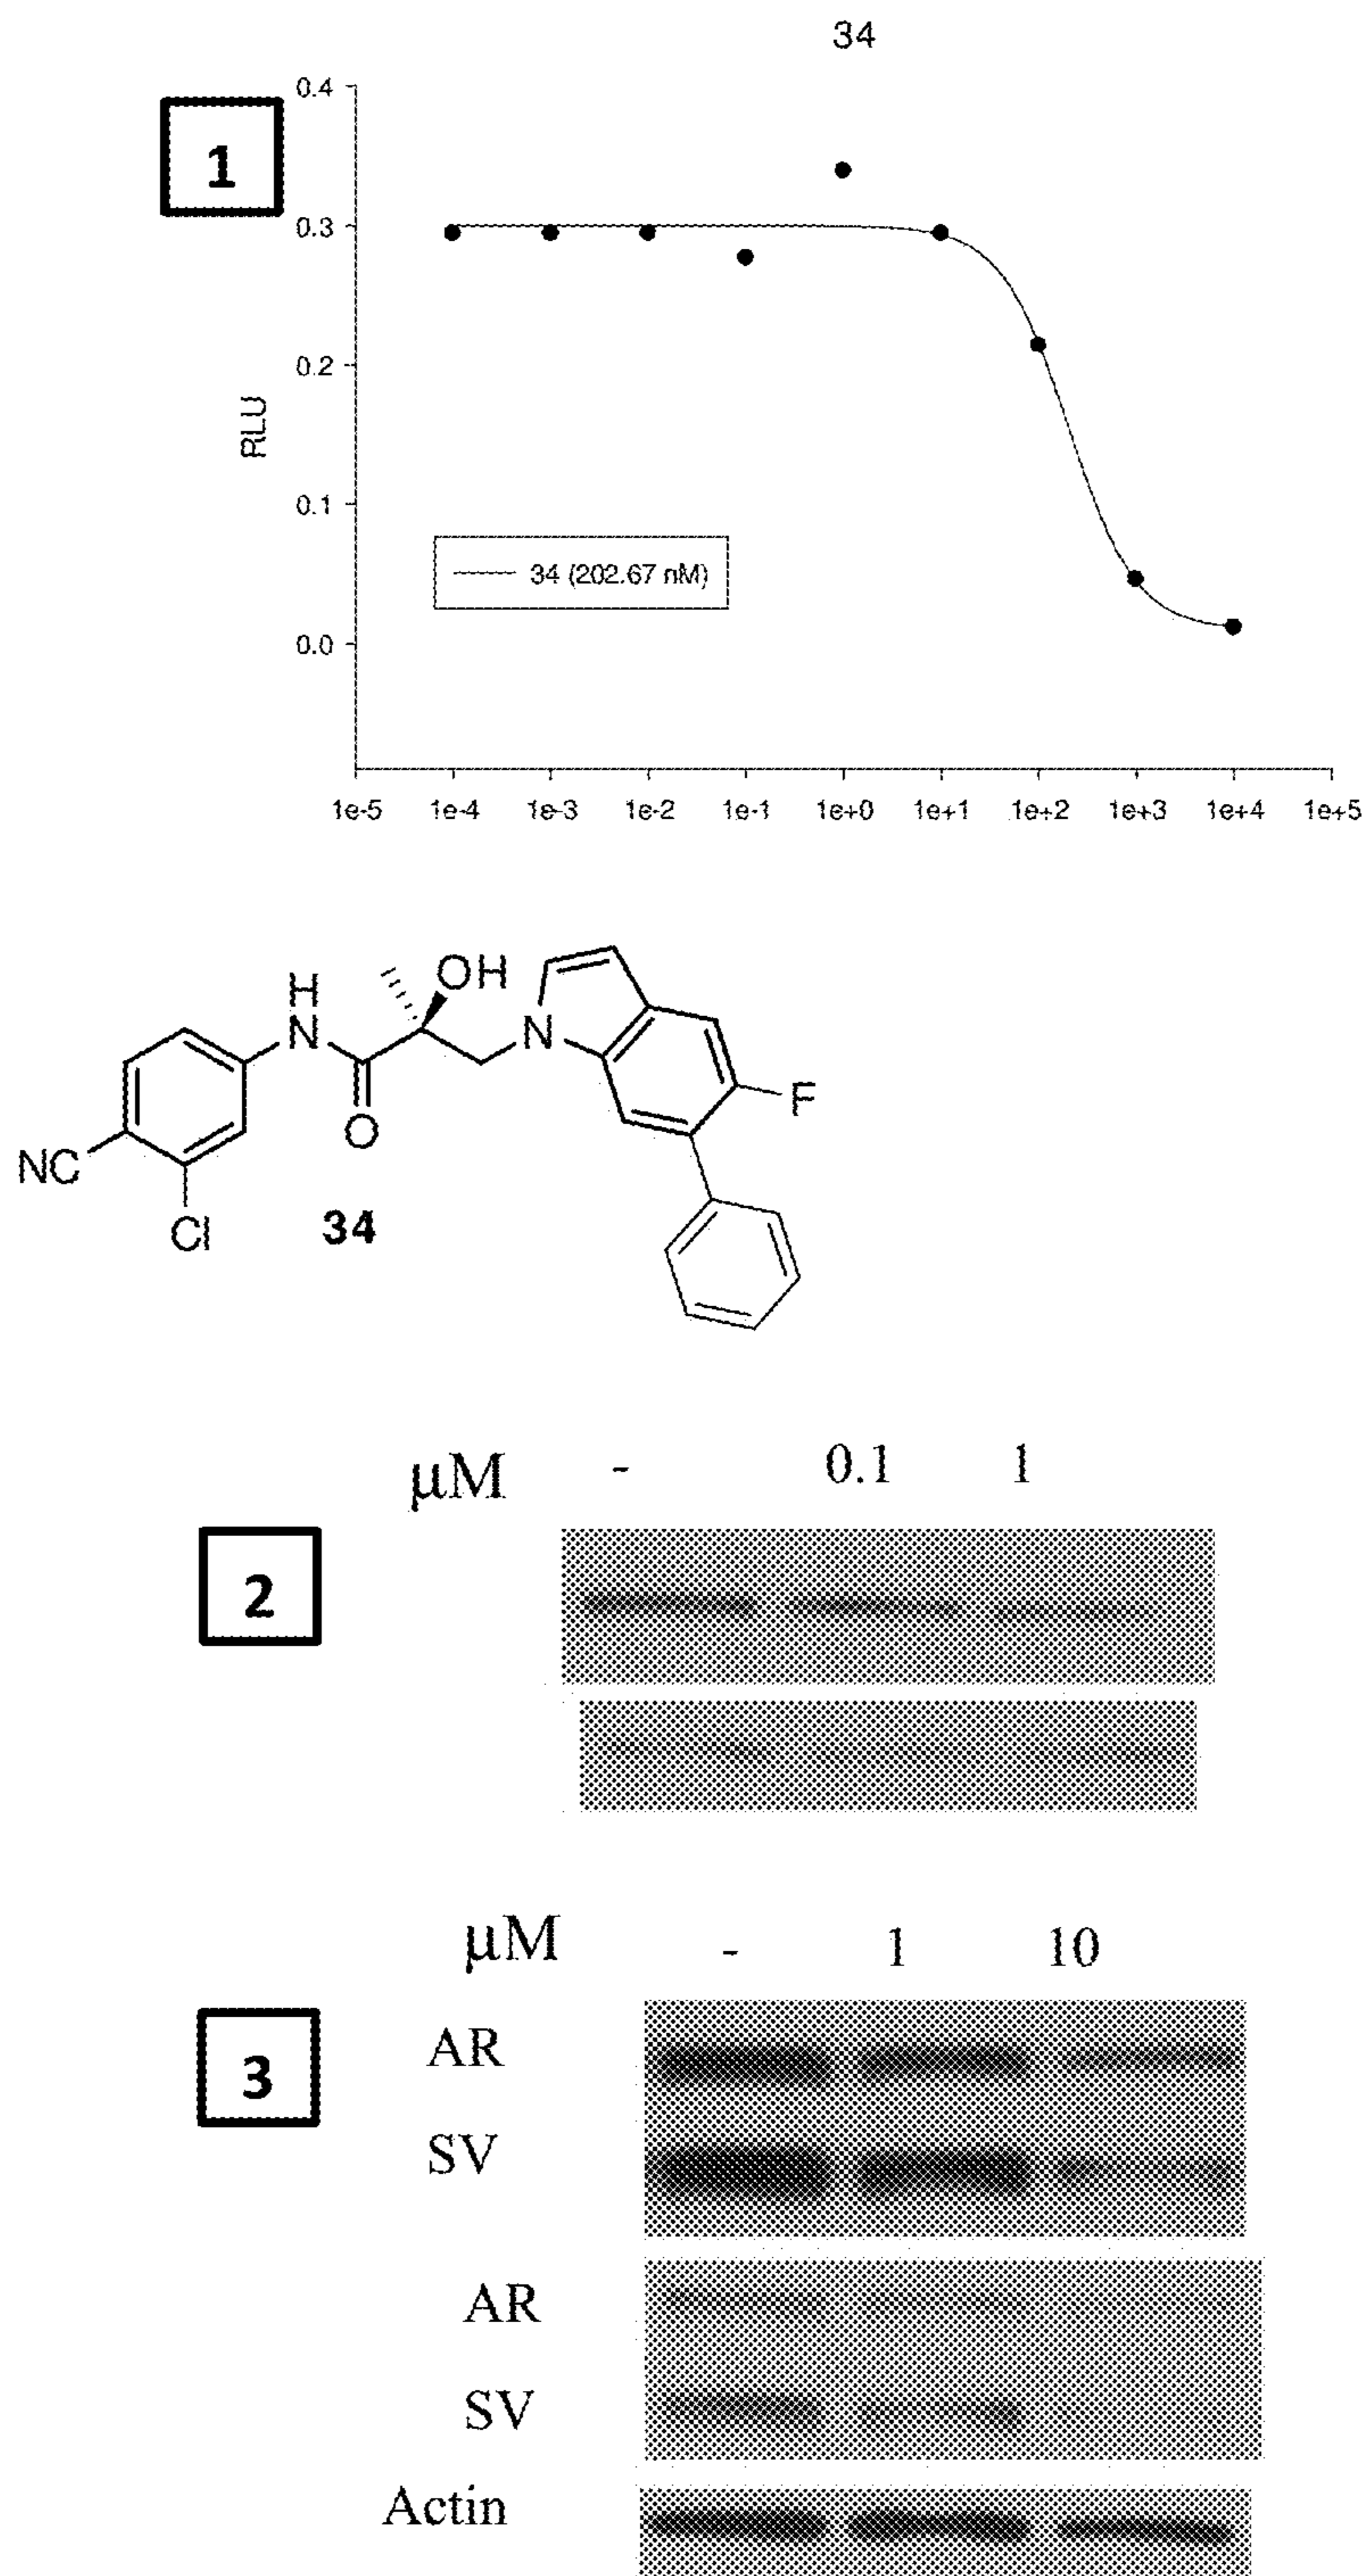 34
0.4
1
0.3
0.2
RLU
0.1
34 (202.67 nM)
0.0
1e-5 1e-4 1e-3 1e-2 1e-1 1e+0 1e+1 1e+2 1e+3 1e+4 1e+5
OH
H
N
N
F
O
NC
Cl
34
µM - 0.1 1
2
µM - 1 10
AR
3
SV
AR
SV
Actin